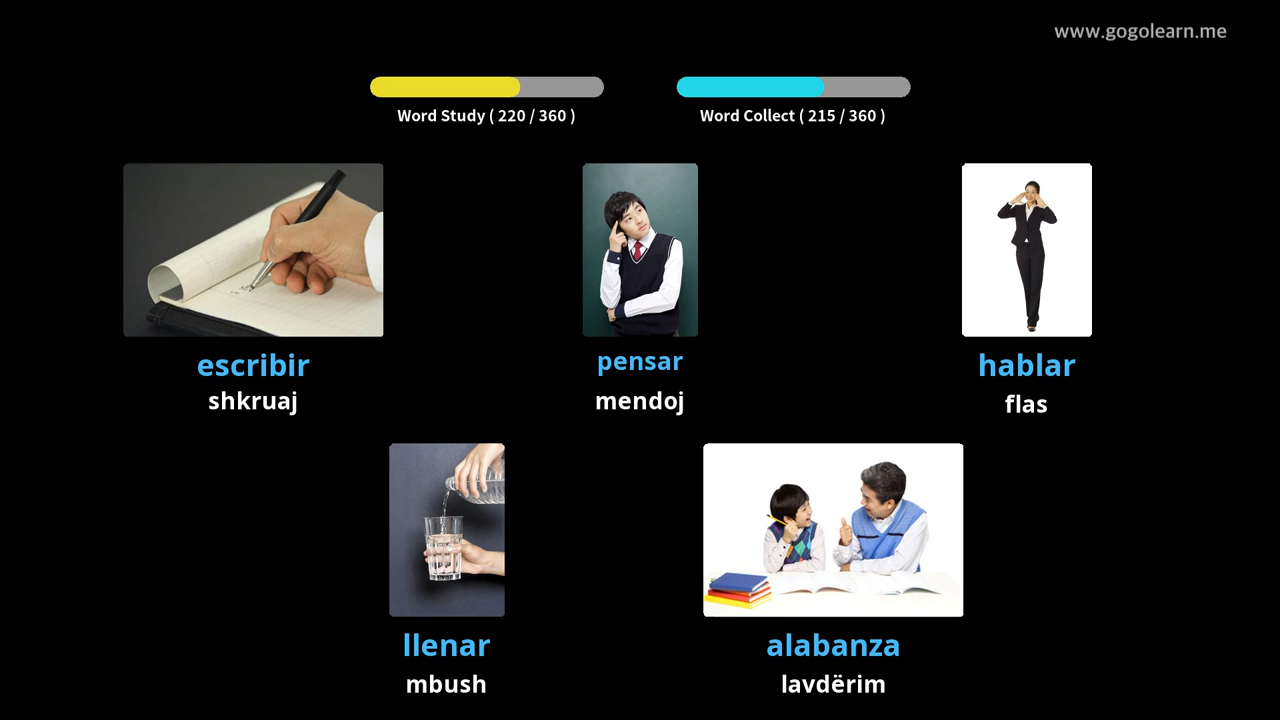 www.gogolearn.me
Word Study ( 220 / 360 )
Word Collect ( 215 / 360 )
escribir
shkruaj
pensar
mendoj
hablar
flas
llenar
mbush
alabanza
lavdërim